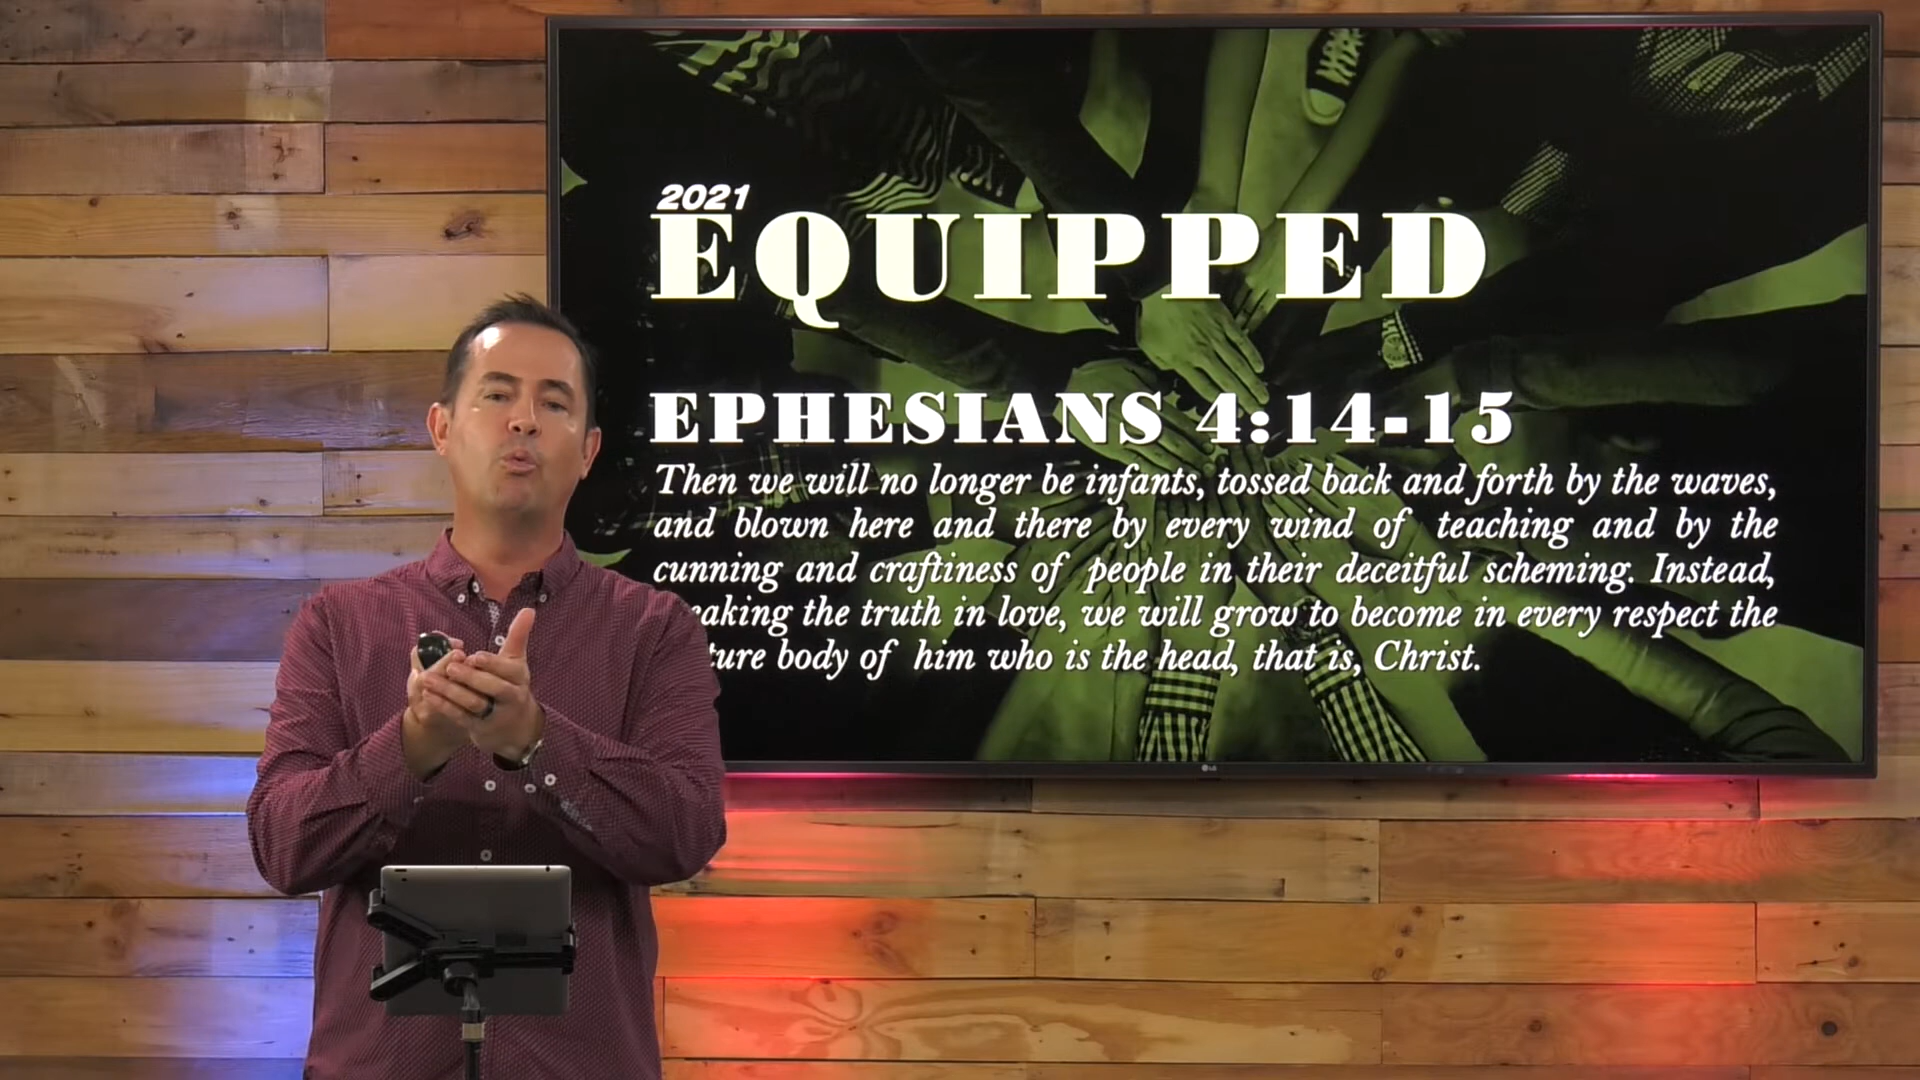 2021
EQUIPPED
EPHESIANS 4:14-15
Then we will no longer be infants, tossed back and forth by the waves,
and blown here and there by every wind of teaching and by the
cunning and craftiness of people in their deceitful scheming. Instead,
the truth in love, we will grow to become in every respect the
body of him who is the head, that is, Christ.
LG